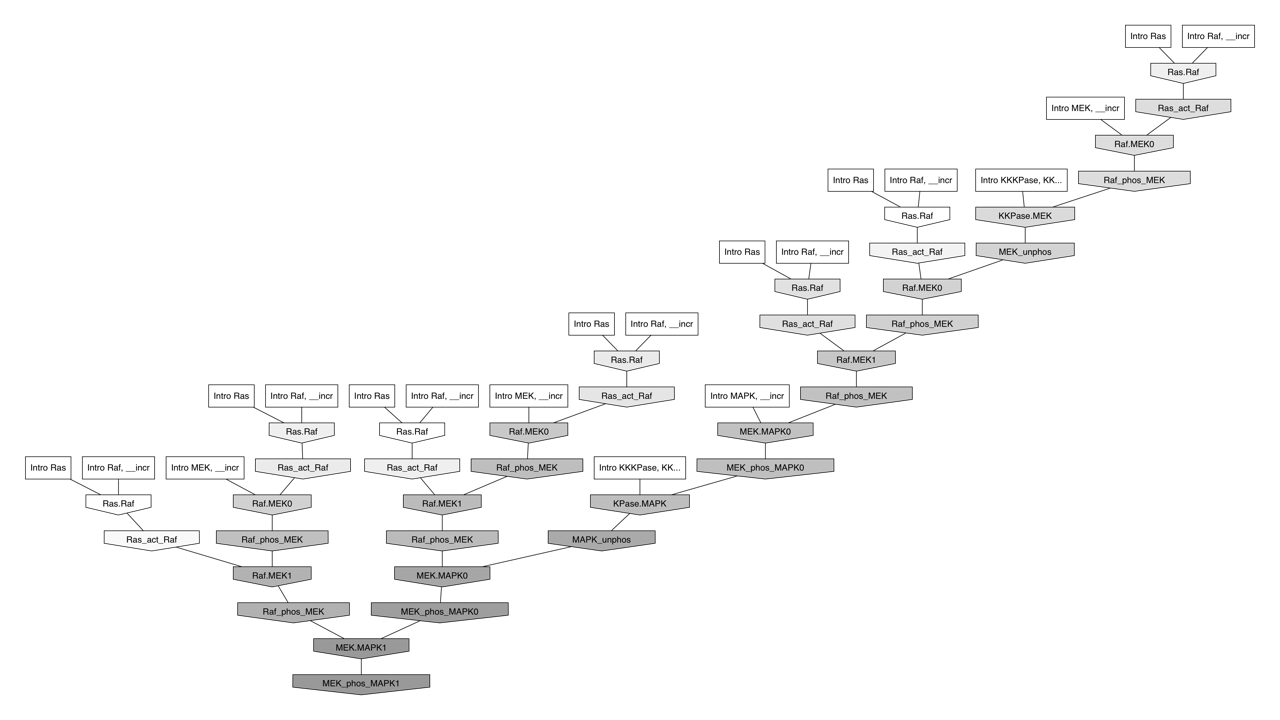 Intro Ras
Intro Raf, __incr
Ras.Raf
Intro MEK, __incr
Ras_act_Raf
Raf.MEK0
Intro Ras
Intro Raf, __incr
Intro KKKPase, KK...
Raf_phos_MEK
Ras.Raf
KKPase.MEK
Intro Ras
Intro Raf, __incr
Ras_act_Raf
MEK_unphos
Ras.Raf
Raf.MEK0
Intro Ras
Intro Raf, __incr
Ras_act_Raf
Raf_phos_MEK
Ras.Raf
Raf.MEK1
Intro Ras
Intro Raf, __incr
Intro Ras
Intro Raf, __incr
Intro MEK, __incr
Ras_act_Raf
Intro MAPK, __incr
Raf_phos_MEK
Ras.Raf
Ras.Raf
Raf.MEK0
MEK.MAPK0
Intro Ras
Intro Raf, __incr
Intro MEK, __incr
Ras_act_Raf
Ras_act_Raf
Raf_phos_MEK
Intro KKKPase, KK...
MEK_phos_MAPK0
Ras.Raf
Raf.MEK0
Raf.MEK1
KPase.MAPK
Ras_act_Raf
Raf_phos_MEK
Raf_phos_MEK
MAPK_unphos
Raf.MEK1
MEK.MAPK0
Raf_phos_MEK
MEK_phos_MAPK0
MEK.MAPK1
MEK_phos_MAPK1